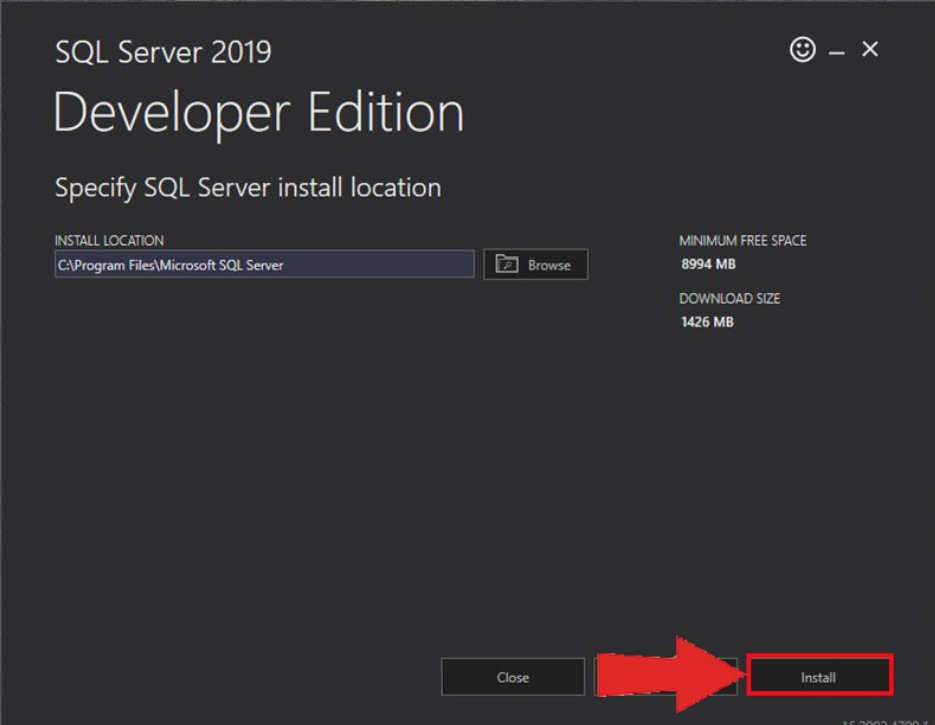 SQL Server 2019
Developer Edition
Specify SQL Server install location
INSTALL LOCATION
C:\Program Files\Microsoft SQL Server
Browse
MINIMUM FREE SPACE
8994 MB
DOWNLOAD SIZE
1426 MB
Close
Install